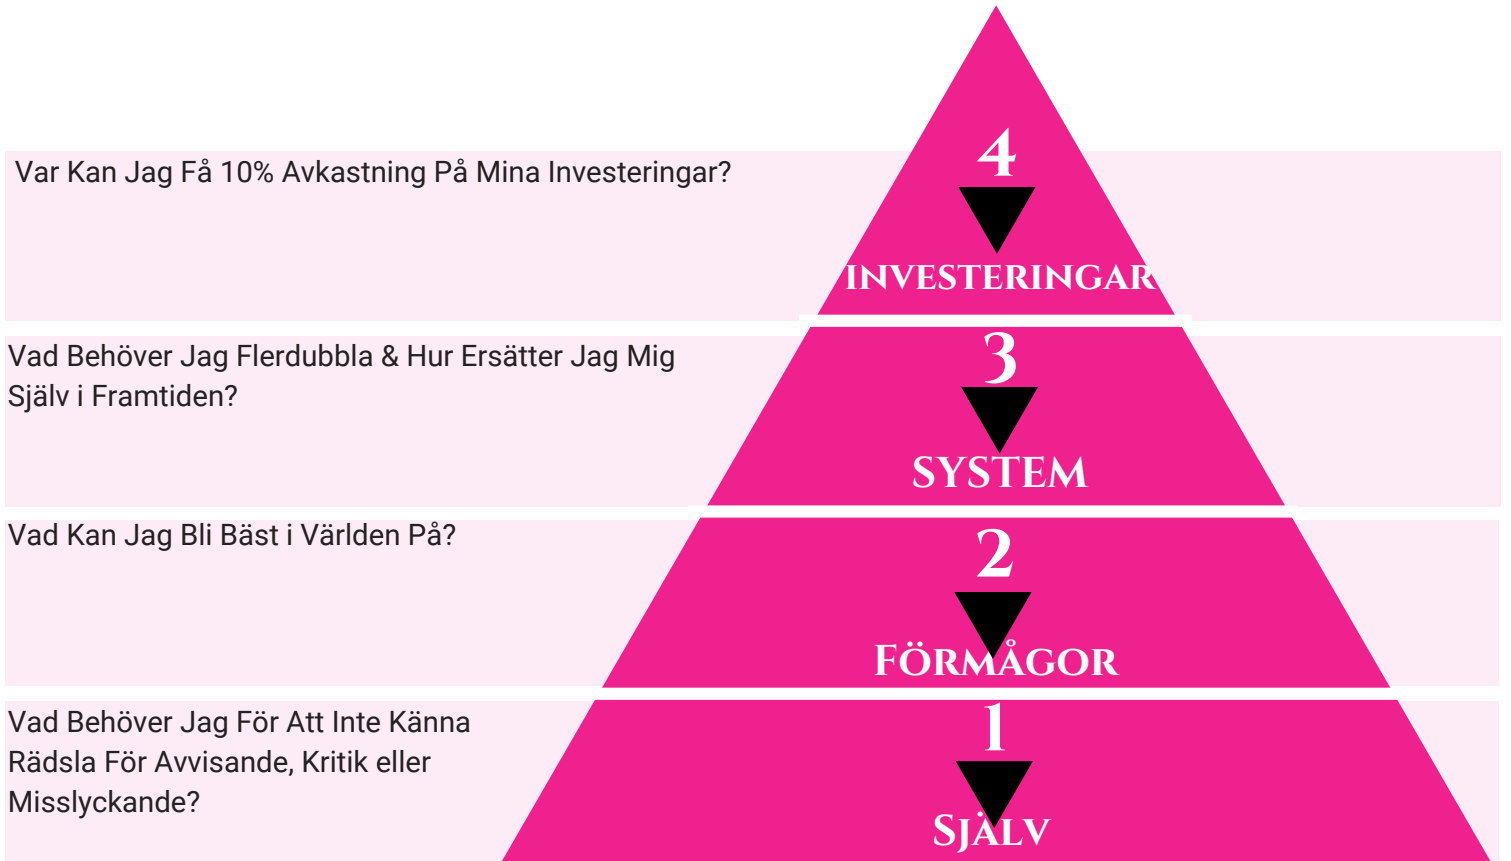 4
Var Kan Jag Få 10% Avkastning På Mina Investeringar?
INVESTERINGAR
3
Vad Behöver Jag Flerdubbla & Hur Ersätter Jag Mig
Själv i Framtiden?
SYSTEM
Vad Kan Jag Bli Bäst i Världen På?
2
FÖRMÅGOR
1
Vad Behöver Jag För Att Inte Känna
Rädsla För Avvisande, Kritik eller
Misslyckande?
SJÄLV